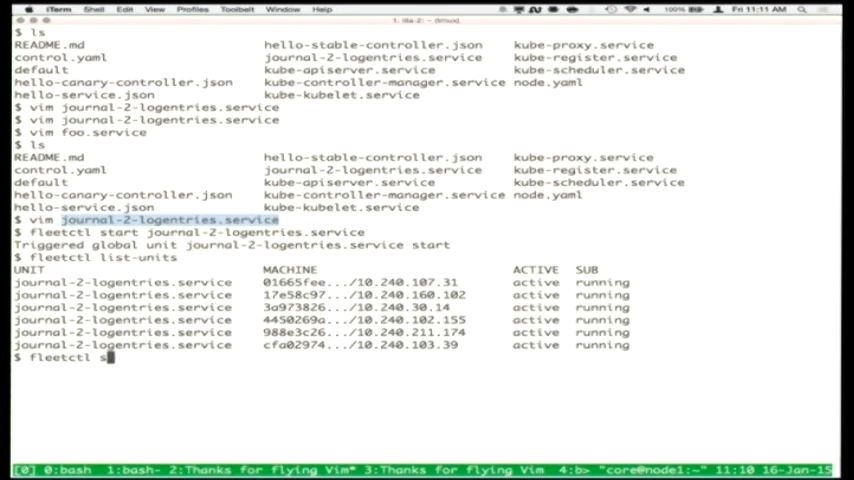 iTerm Shell Edit View Profiles Toolbelt Window Help 100% Fri 11:11 AM
1. (tmux)
$ ls
README.md hello-stable-controller.json kube-proxy.service
control.yaml journal-2-logentries.service kube-register.service
default kube-apiserver.service kube-scheduler.service
hello-canary-controller.json kube-controller-manager.service node.yaml
hello-service.json kube-kubelet.service
$ vim journal-2-logentries.service
$ vim journal-2-logentries.service
$ vim foo.service
$ ls
README.md hello-stable-controller.json kube-proxy.service
control.yaml journal-2-logentries.service kube-register.service
default kube-apiserver.service kube-scheduler.service
hello-canary-controller.json kube-controller-manager.service node.yaml
hello-service.json kube-kubelet.service
$ vim journal-2-logentries.service
$ fleetctl start journal-2-logentries.service
Triggered global unit journal-2-logentries.service start
$ fleetctl list-units
UNIT MACHINE ACTIVE SUB
journal-2-logentries.service 01665fee.../10.240.107.31 active running
journal-2-logentries.service 17e58c97.../10.240.160.102 active running
journal-2-logentries.service 3a973826.../10.240.30.14 active running
journal-2-logentries.service 4450269a.../10.240.102.155 active running
journal-2-logentries.service 988e3c26.../10.240.211.174 active running
journal-2-logentries.service cfa02974.../10.240.103.39 active running
$ fleetctl s
[0] 0:bash 1:bash- 2:Thanks for flying Vim* 3:Thanks for flying Vim 4:b> "core@node1:~" 11:10 16-Jan-15